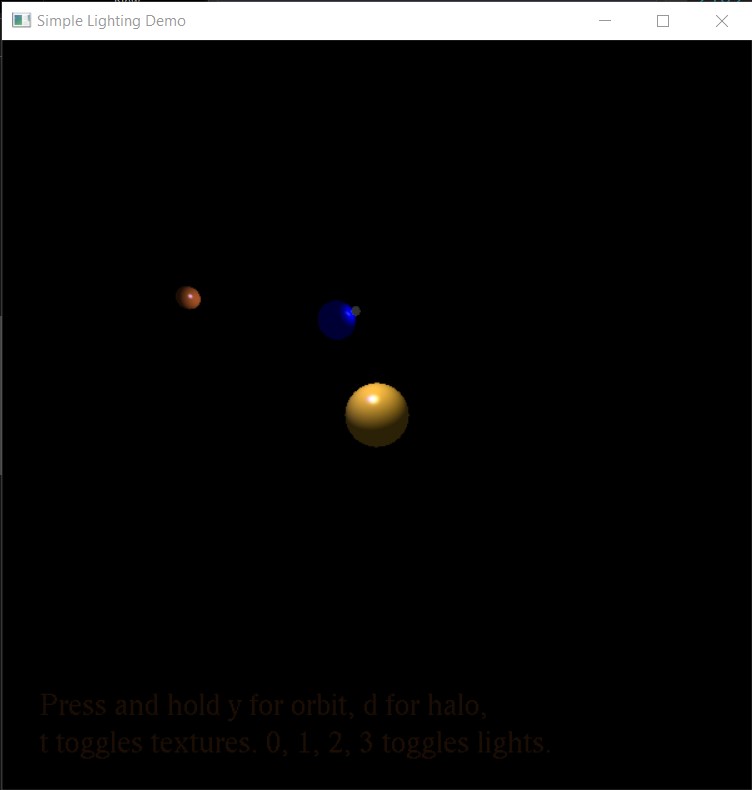 Simple Lighting Demo
Press and hold y for orbit, d for halo,
t toggles textures. 0, 1, 2, 3 toggles lights.